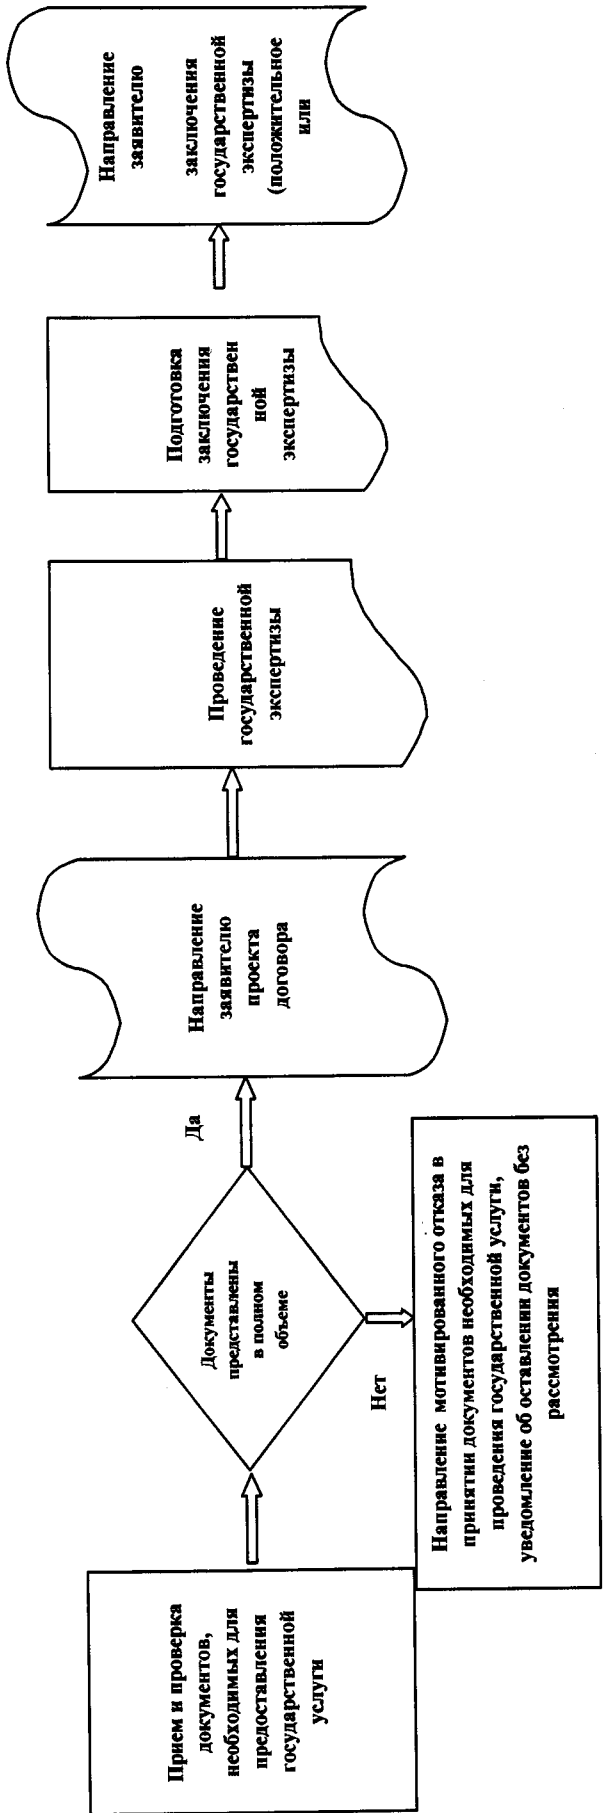 Прием и проверка
документов,
необходимых для
предоставления
государственной
услуги
Документы
представлены
в полном
объеме
Да
Нет
Направление мотивированного отказа в
принятии документов необходимых для
проведения государственной услуги,
уведомление об оставлении документов без
рассмотрения
Направление
заявителю
проекта
договора
Проведение
государственной
экспертизы
Подготовка
заключения
государствен
ной
экспертизы
Направление
заявителю
заключения
государственной
экспертизы
(положительное
или